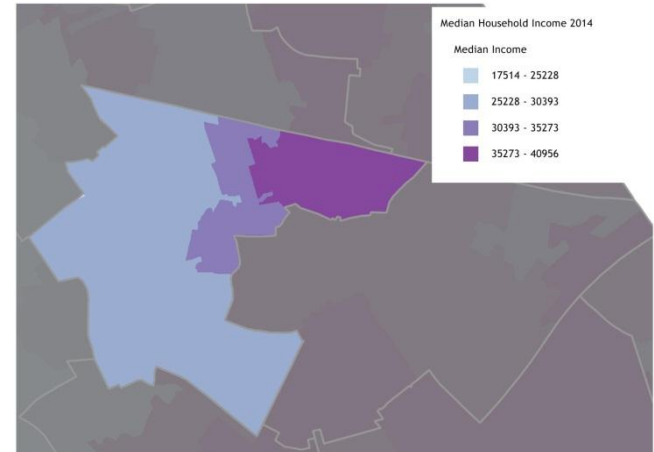 Median Household Income 2014
Median Income
17514 - 25228
25228 - 30393
30393 - 35273
35273 - 40956